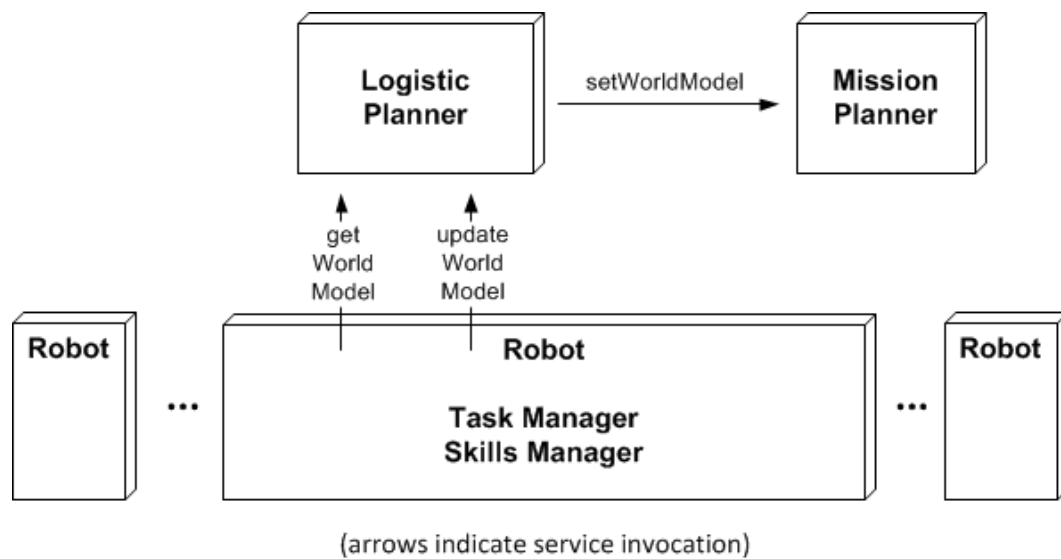 Logistic
Planner
setWorldModel
Mission
Planner
get
World
Model
update
World
Model
Robot
...
Robot
Task Manager
Skills Manager
...
Robot
(arrows indicate service invocation)